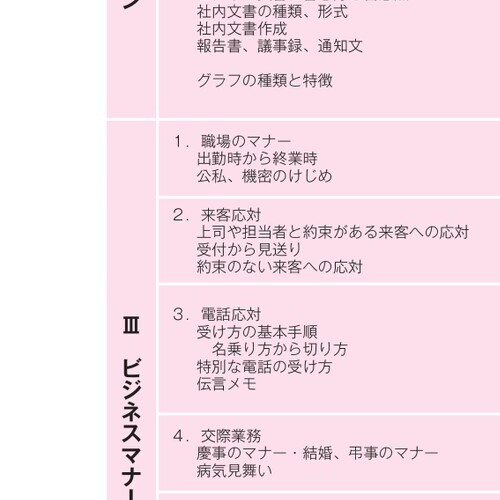 社内文書の種類、形式
社内文書作成
報告書、議事録、通知文
グラフの種類と特徴
Ⅲ ビジネスマナー
1．職場のマナー
出勤時から終業時
公私、機密のけじめ
2．来客応対
上司や担当者と約束がある来客への応対
受付から見送り
約束のない来客への応対
3．電話応対
受け方の基本手順
名乗り方から切り方
特別な電話の受け方
伝言メモ
4．交際業務
慶事のマナー・結婚、弔事のマナー
病気見舞い